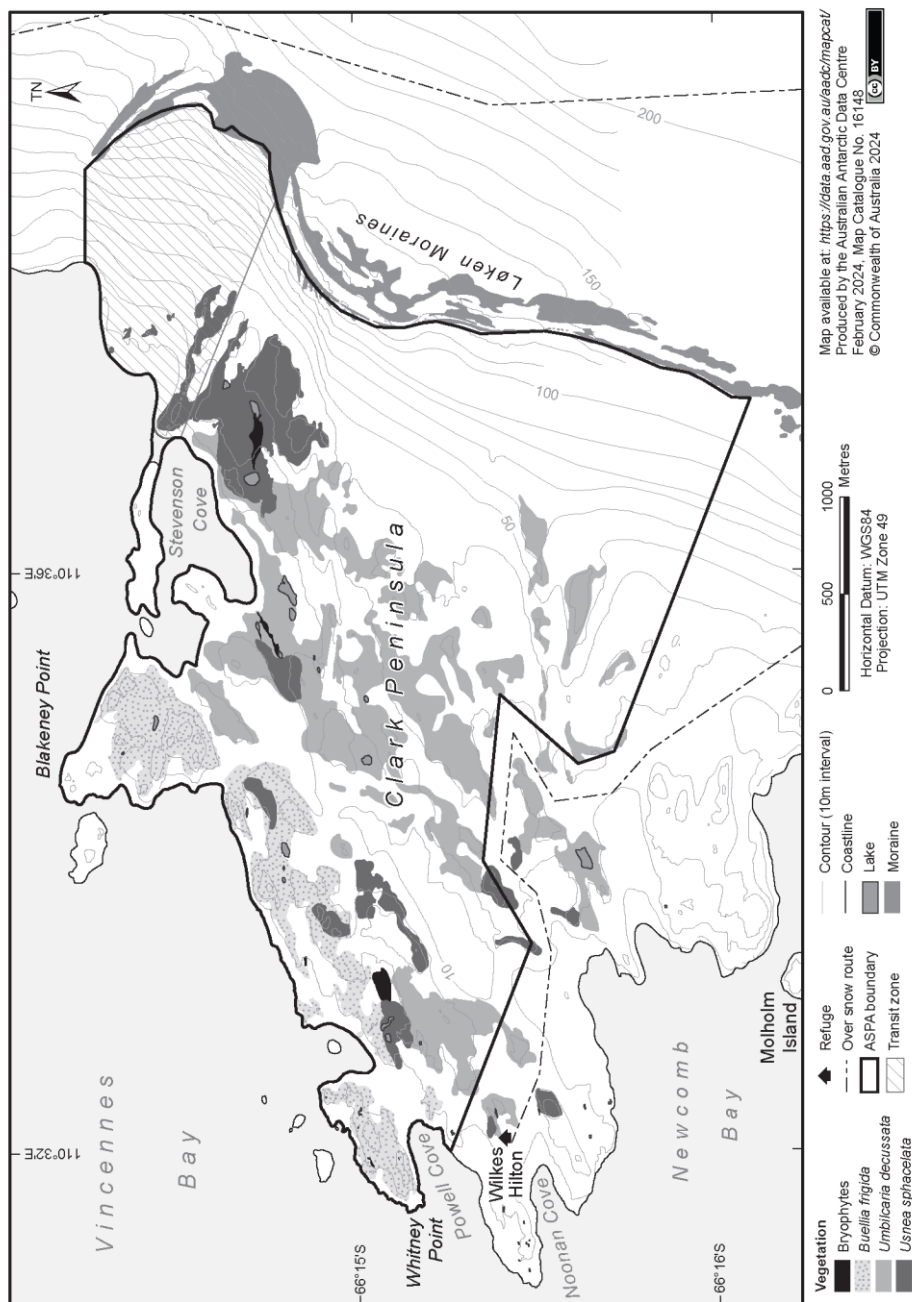 TN
Vincennes
Bay
Blakeney Point
Stevenson
Cove
Clark Peninsula
Løken Moraines
Whitney
Point
Powell Cove
Wilkes
Hilton
Noonan Cove
Newcomb
Bay
Molholm
Island
10
50
100
150
200
110°32'E
110°36'E
66°15'S
66°16'S
Vegetation
Bryophytes
Buellia frigida
Umbilicaria decussata
Usnea sphacelata
Refuge
Over snow route
ASPA boundary
Transit zone
Contour (10m interval)
Coastline
Lake
Moraine
0 500 1000
Metres
Horizontal Datum: WGS84
Projection: UTM Zone 49
Map available at: https://data.aad.gov.au/aadc/mapcat/
Produced by the Australian Antarctic Data Centre
February 2024, Map Catalogue No. 16148
© Commonwealth of Australia 2024
cc BY